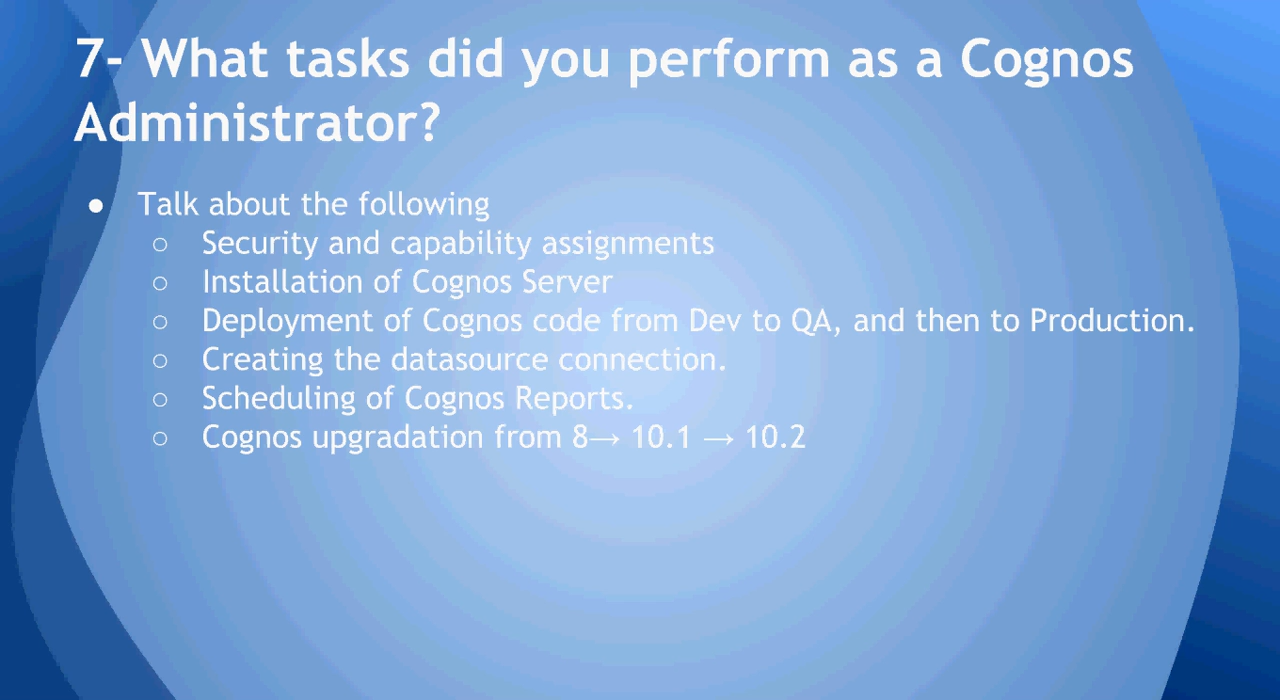 7- What tasks did you perform as a Cognos
Administrator?
● Talk about the following
○ Security and capability assignments
○ Installation of Cognos Server
○ Deployment of Cognos code from Dev to QA, and then to Production.
○ Creating the datasource connection.
○ Scheduling of Cognos Reports.
○ Cognos upgradation from 8→ 10.1 → 10.2